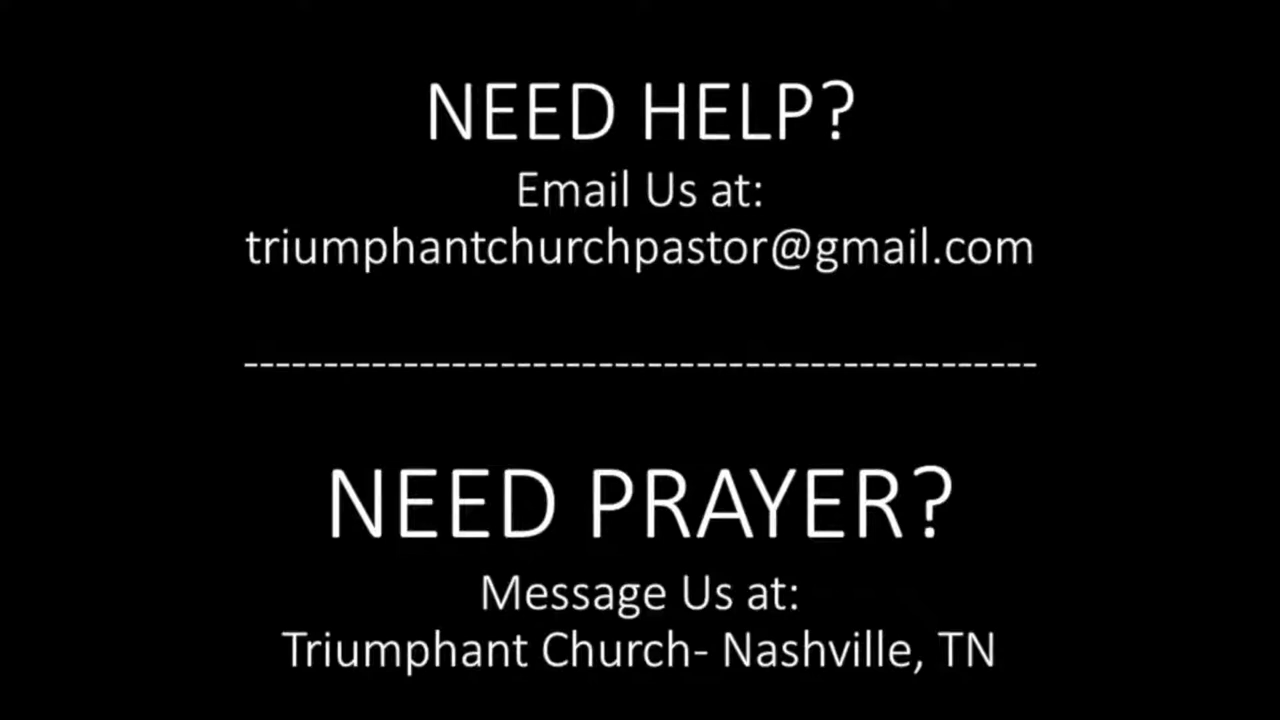 NEED HELP?
Email Us at:
triumphantchurchpastor@gmail.com
--------------------------------------------------
NEED PRAYER?
Message Us at:
Triumphant Church- Nashville, TN